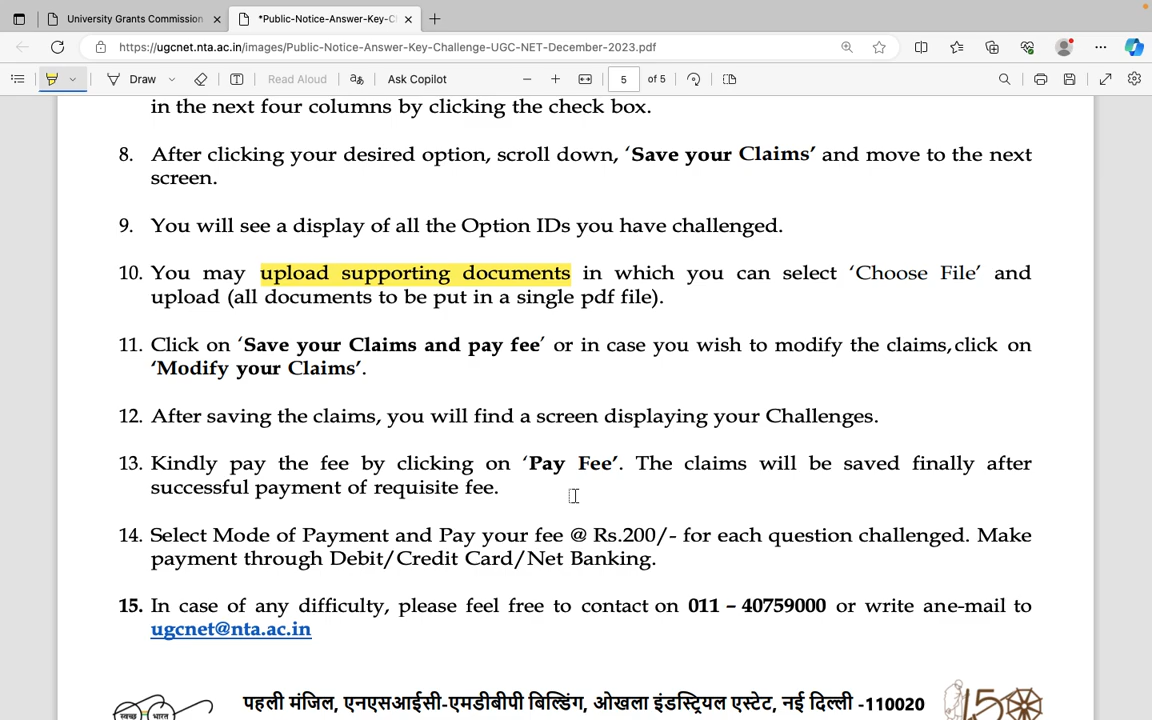 University Grants Commission
*Public-Notice-Answer-Key-C
https://ugcnet.nta.ac.in/images/Public-Notice-Answer-Key-Challenge-UGC-NET-December-2023.pdf
Draw
Read Aloud
Ask Copilot
5 of 5
in the next four columns by clicking the check box.
8. After clicking your desired option, scroll down, ‘Save your Claims’ and move to the next
screen.
9. You will see a display of all the Option IDs you have challenged.
10. You may upload supporting documents in which you can select ‘Choose File’ and
upload (all documents to be put in a single pdf file).
11. Click on ‘Save your Claims and pay fee’ or in case you wish to modify the claims, click on
‘Modify your Claims’.
12. After saving the claims, you will find a screen displaying your Challenges.
13. Kindly pay the fee by clicking on ‘Pay Fee’. The claims will be saved finally after
successful payment of requisite fee.
14. Select Mode of Payment and Pay your fee @ Rs.200/- for each question challenged. Make
payment through Debit/Credit Card/Net Banking.
15. In case of any difficulty, please feel free to contact on 011 – 40759000 or write ane-mail to
ugcnet@nta.ac.in
पहली मंजिल, एनएसआईसी-एमडीबीपी बिल्डिंग, ओखला इंडस्ट्रियल एस्टेट, नई दिल्ली -110020
स्वच्छ भारत
150